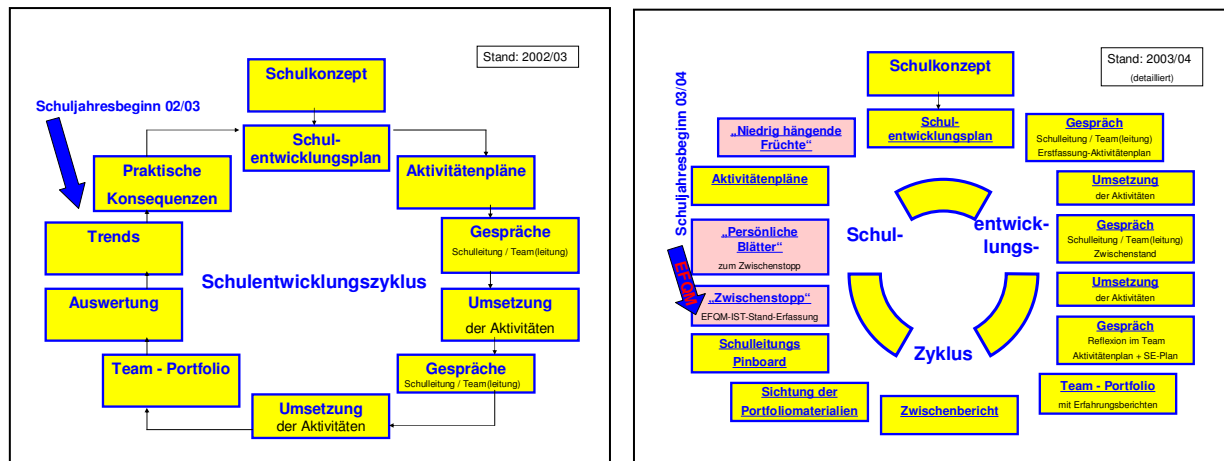 Stand: 2002/03
Schulkonzept
Schuljahresbeginn 02/03
Schul-
entwicklungsplan
Aktivitätenpläne
Gespräche
Schulleitung / Team(leitung)
Umsetzung
der Aktivitäten
Gespräche
Schulleitung / Team(leitung)
Umsetzung
der Aktivitäten
Team - Portfolio
Auswertung
Trends
Praktische
Konsequenzen
Schulentwicklungszyklus
Stand: 2003/04
(detailliert)
Schulkonzept
Schuljahresbeginn 03/04
EFQM
Schul-
entwicklungsplan
Gespräch
Schulleitung / Team(leitung)
Erstfassung-Aktivitätenplan
Umsetzung
der Aktivitäten
Gespräch
Schulleitung / Team(leitung)
Zwischenstand
Umsetzung
der Aktivitäten
Gespräch
Reflexion im Team
Aktivitätenplan + SE-Plan
Team - Portfolio
mit Erfahrungsberichten
Zwischenbericht
Sichtung der
Portfoliomaterialien
Schulleitungs
Pinboard
„Zwischenstopp“
EFQM-IST-Stand-Erfassung
„Persönliche
Blätter“
zum Zwischenstopp
Aktivitätenpläne
„Niedrig hängende
Früchte“
Schul-
entwick-
lungs-
Zyklus